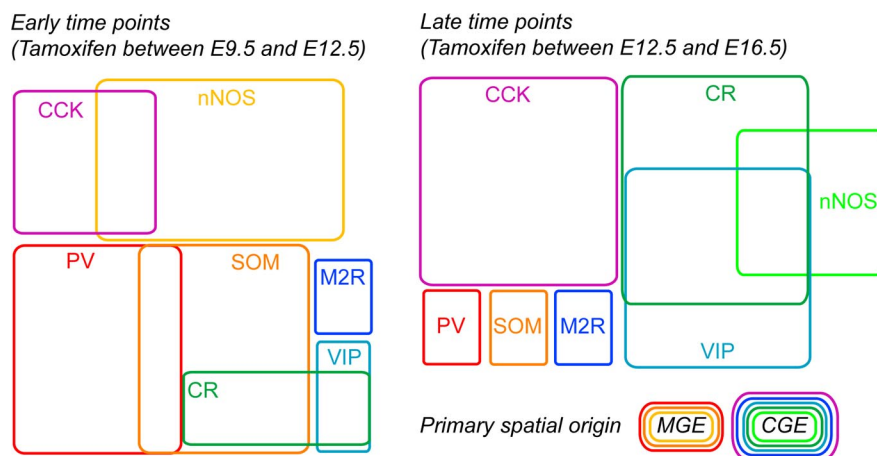 Early time points
(Tamoxifen between E9.5 and E12.5)
CCK
nNOS
PV
SOM
M2R
VIP
CR
Late time points
(Tamoxifen between E12.5 and E16.5)
CCK
CR
nNOS
PV
SOM
M2R
VIP
Primary spatial origin
MGE
CGE